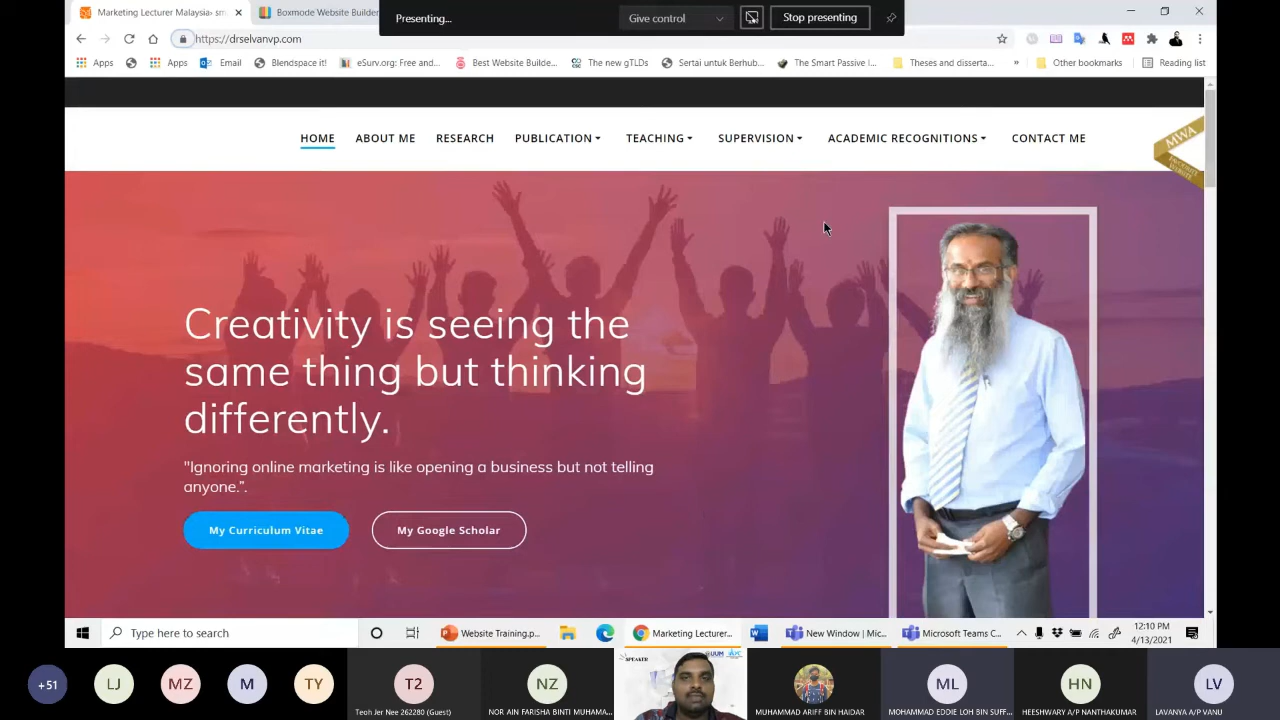 Marketing Lecturer Malaysia› sm
Boxmode Website Builder
Presenting...
Give control
Stop presenting
https://drselvanvp.com
Apps
Apps
Email
Blendspace it!
eSurv.org: Free and...
Best Website Builde...
The new gTLDs
Sertai untuk Berhub...
The Smart Passive I...
Theses and disserta...
»
Other bookmarks
Reading list
HOME
ABOUT ME
RESEARCH
PUBLICATION
TEACHING
SUPERVISION
ACADEMIC RECOGNITIONS
CONTACT ME
MWA
FAVORITE
WEBSITE
Creativity is seeing the
same thing but thinking
differently.
"Ignoring online marketing is like opening a business but not telling
anyone.”.
My Curriculum Vitae
My Google Scholar
Type here to search
Website Training.p...
Marketing Lecturer...
New Window | Mic...
Microsoft Teams C...
12:10 PM
4/13/2021
+51
LJ
MZ
M
TY
T2
Teoh Jer Nee 262280 (Guest)
NZ
NOR AIN FARISHA BINTI MUHAMA...
SPEAKER
UUM
MUHAMMAD ARIFF BIN HAIDAR
ML
MOHAMMAD EDDIE LOH BIN SUFF...
HN
HEESHWARY A/P NANTHAKUMAR
LV
LAVANYA A/P VANU